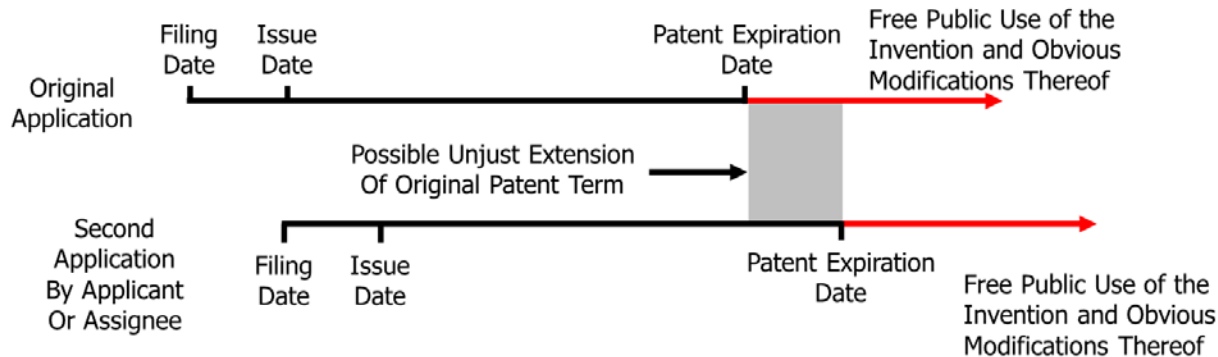 Filing
Date
Issue
Date
Patent Expiration
Date
Free Public Use of the
Invention and Obvious
Modifications Thereof
Original
Application
Possible Unjust Extension
Of Original Patent Term
Second
Application
By Applicant
Or Assignee
Filing
Date
Issue
Date
Patent Expiration
Date
Free Public Use of the
Invention and Obvious
Modifications Thereof